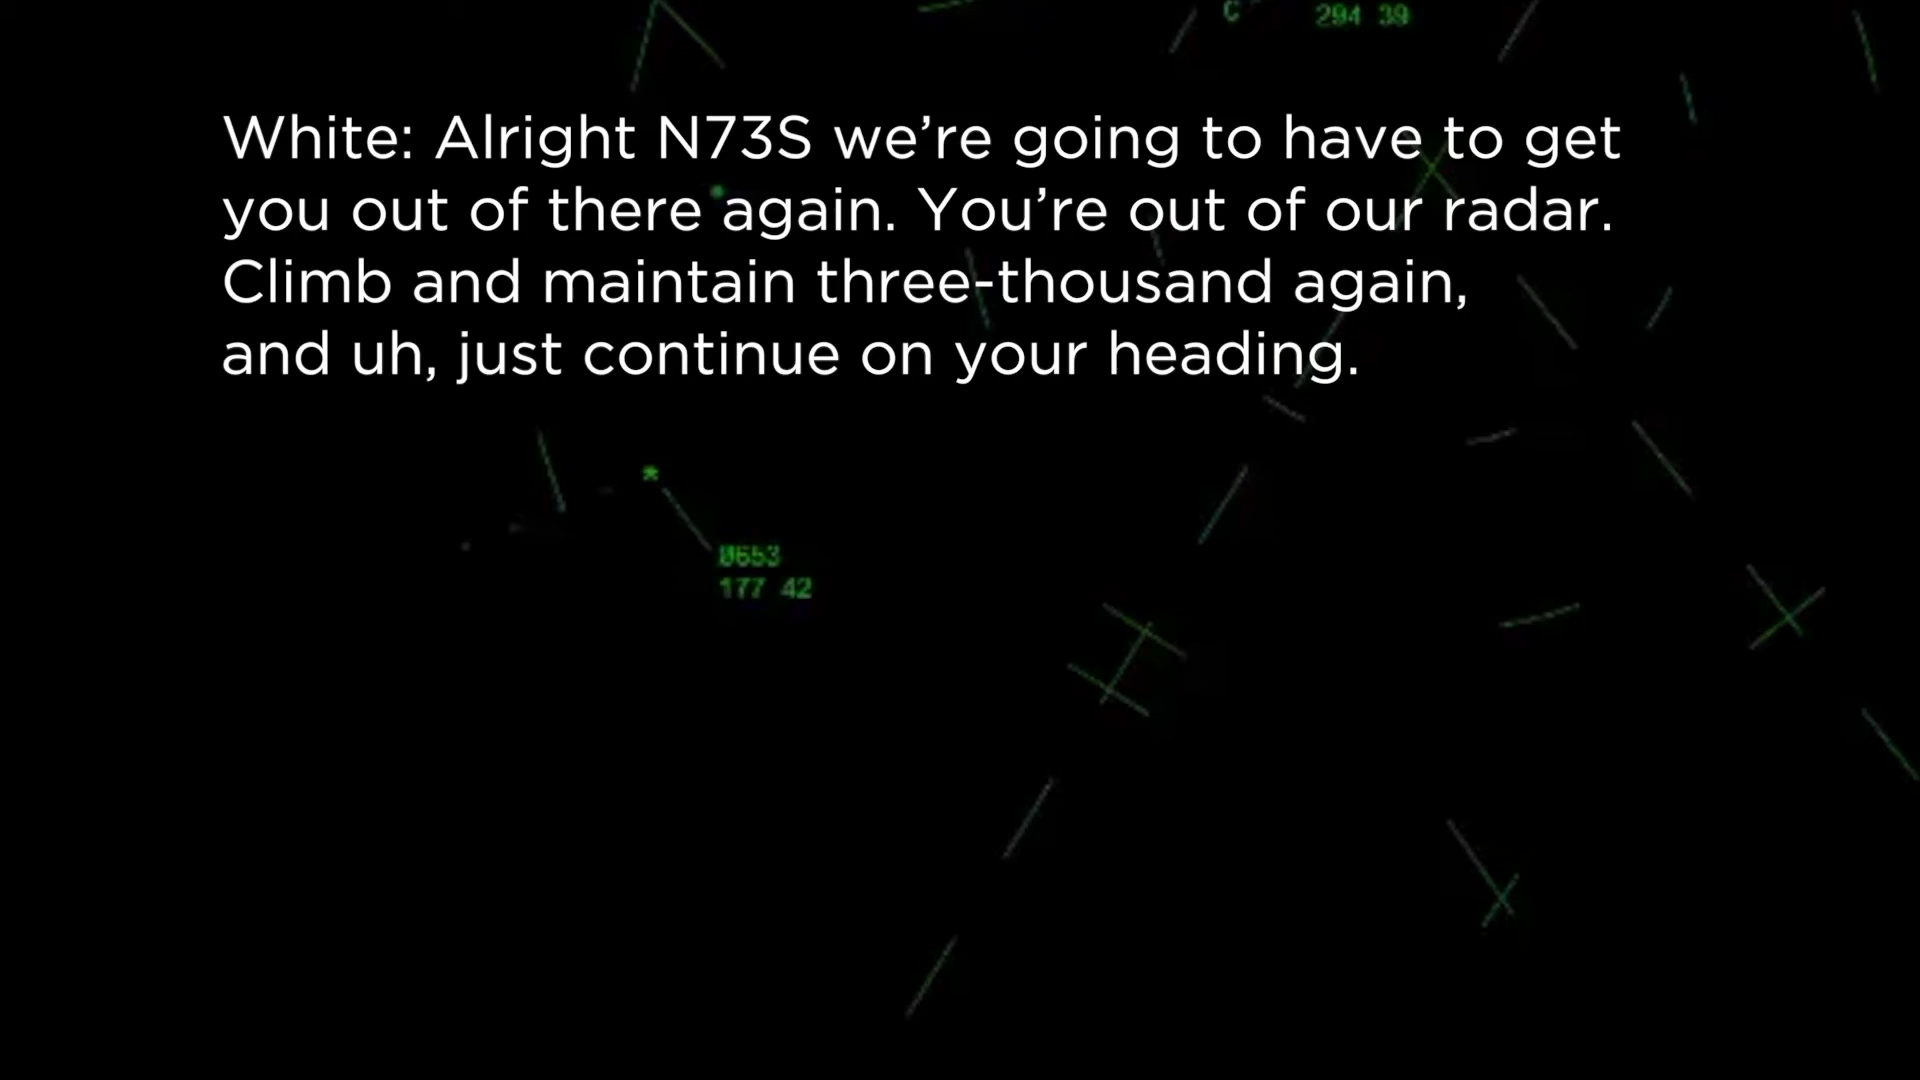 C 294 39
White: Alright N73S we’re going to have to get
you out of there again. You’re out of our radar.
Climb and maintain three-thousand again,
and uh, just continue on your heading.
0653
177 42